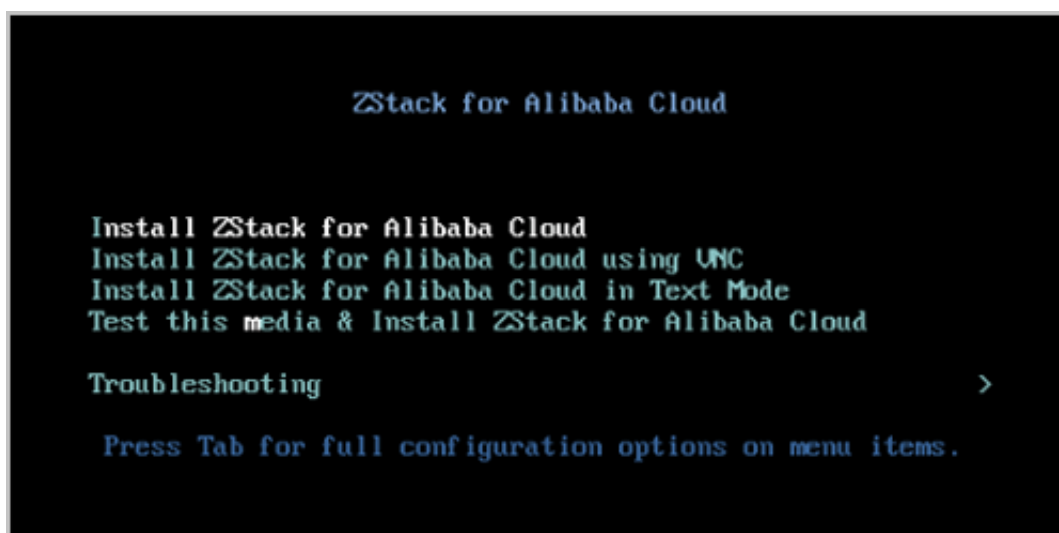 ZStack for Alibaba Cloud
Install ZStack for Alibaba Cloud
Install ZStack for Alibaba Cloud using VNC
Install ZStack for Alibaba Cloud in Text Mode
Test this media & Install ZStack for Alibaba Cloud
Troubleshooting >
Press Tab for full configuration options on menu items.